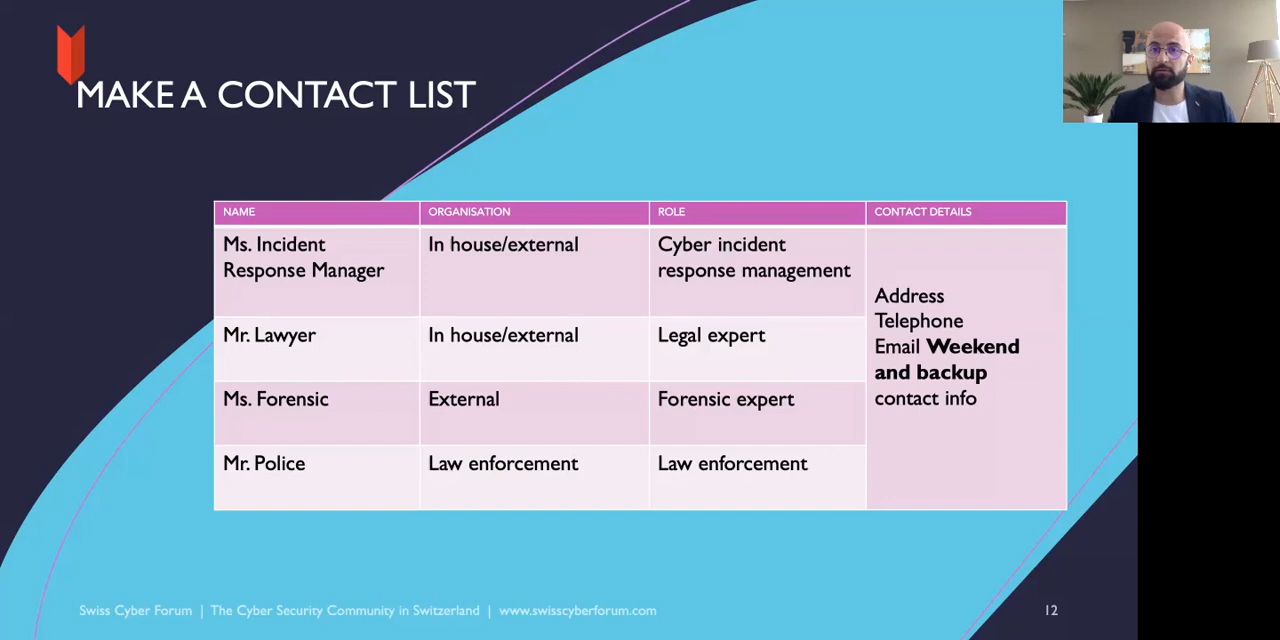 MAKE A CONTACT LIST
NAME
ORGANISATION
ROLE
CONTACT DETAILS
Ms. Incident
Response Manager
In house/external
Cyber incident
response management
Address
Telephone
Email Weekend
and backup
contact info
Mr. Lawyer
In house/external
Legal expert
Ms. Forensic
External
Forensic expert
Mr. Police
Law enforcement
Law enforcement
Swiss Cyber Forum | The Cyber Security Community in Switzerland | www.swisscyberforum.com
12